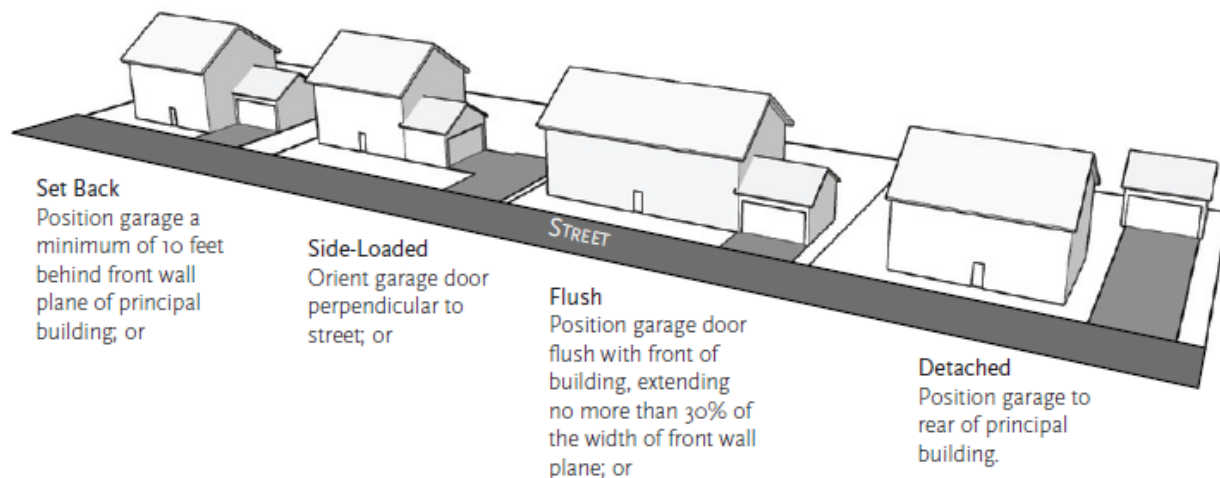 Set Back
Position garage a
minimum of 10 feet
behind front wall
plane of principal
building; or
Side-Loaded
Orient garage door
perpendicular to
street; or
STREET
Flush
Position garage door
flush with front of
building, extending
no more than 30% of
the width of front wall
plane; or
Detached
Position garage to
rear of principal
building.